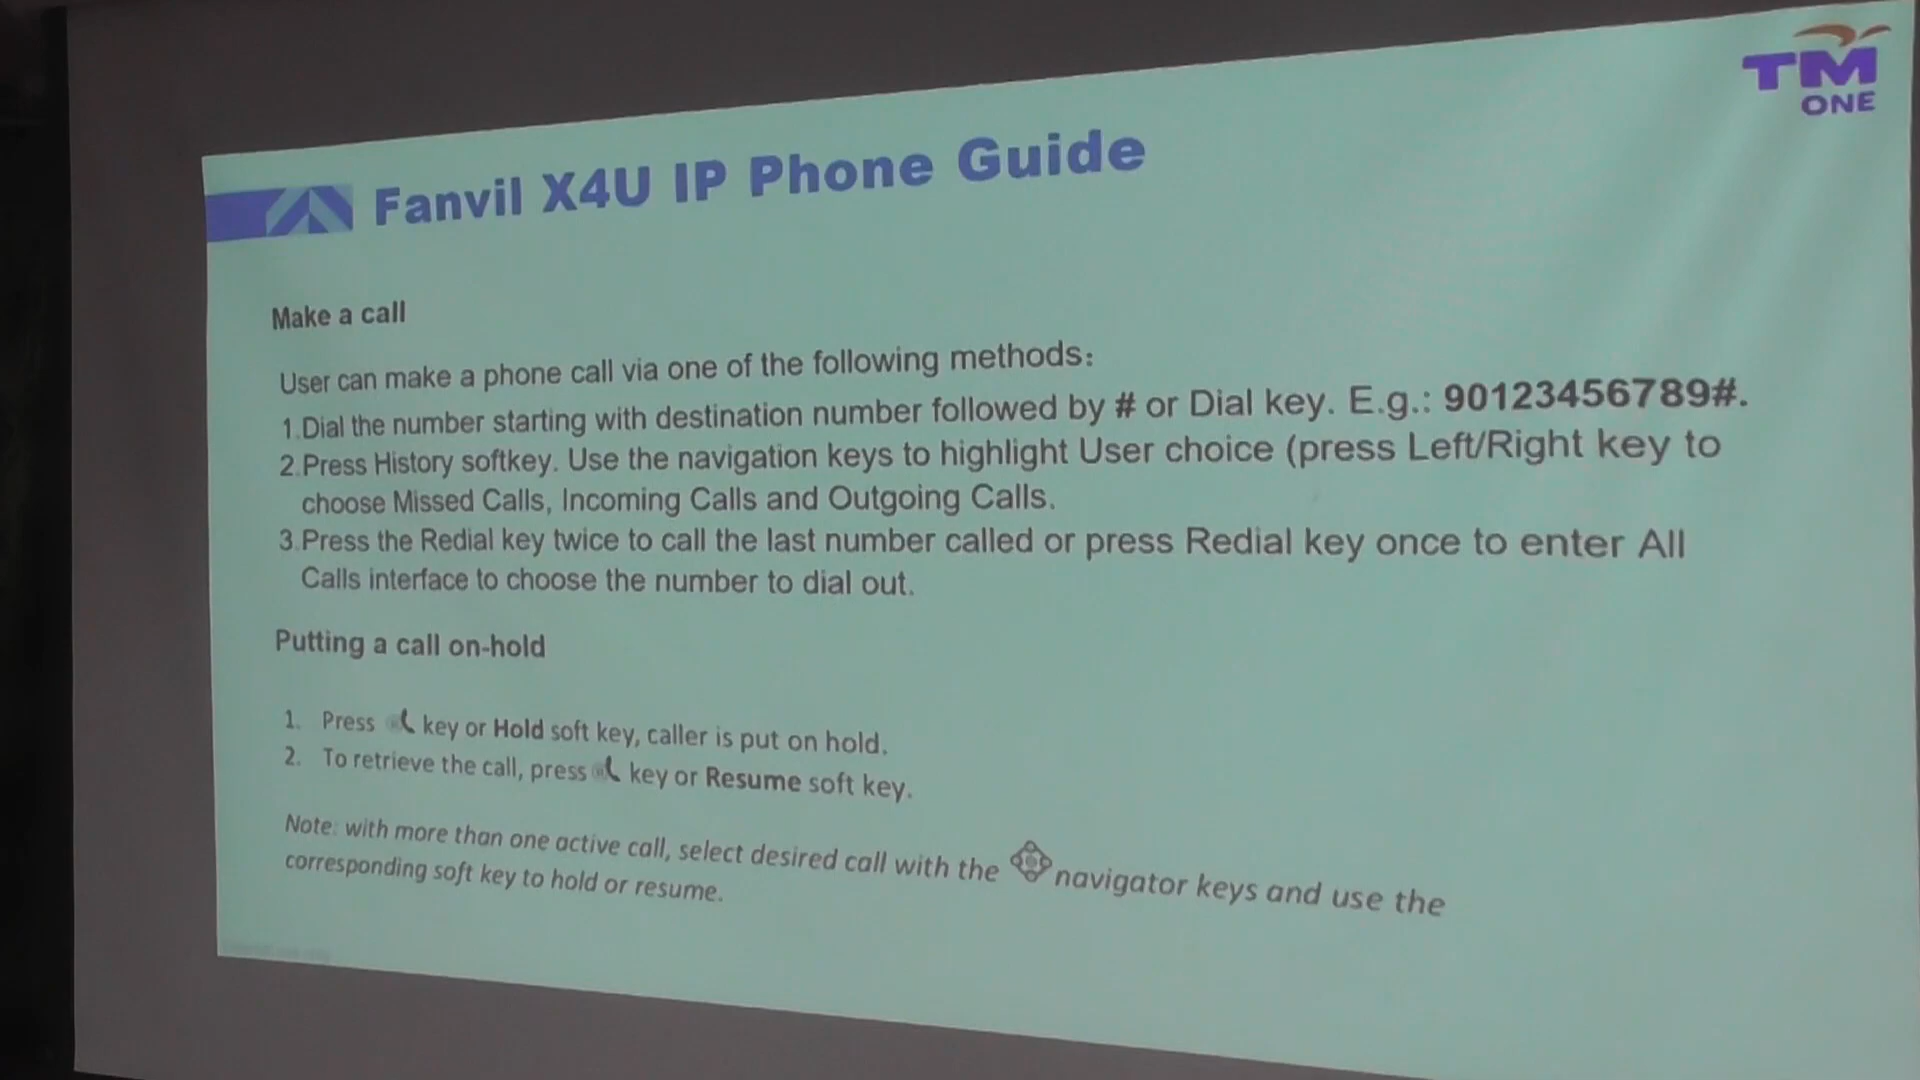 TM
ONE
Fanvil X4U IP Phone Guide
Make a call
User can make a phone call via one of the following methods:
1.Dial the number starting with destination number followed by # or Dial key. E.g.: 90123456789#.
2.Press History softkey. Use the navigation keys to highlight User choice (press Left/Right key to
choose Missed Calls, Incoming Calls and Outgoing Calls.
3.Press the Redial key twice to call the last number called or press Redial key once to enter All
Calls interface to choose the number to dial out.
Putting a call on-hold
1. Press key or Hold soft key, caller is put on hold.
2. To retrieve the call, press key or Resume soft key.
Note: with more than one active call, select desired call with the navigator keys and use the
corresponding soft key to hold or resume.